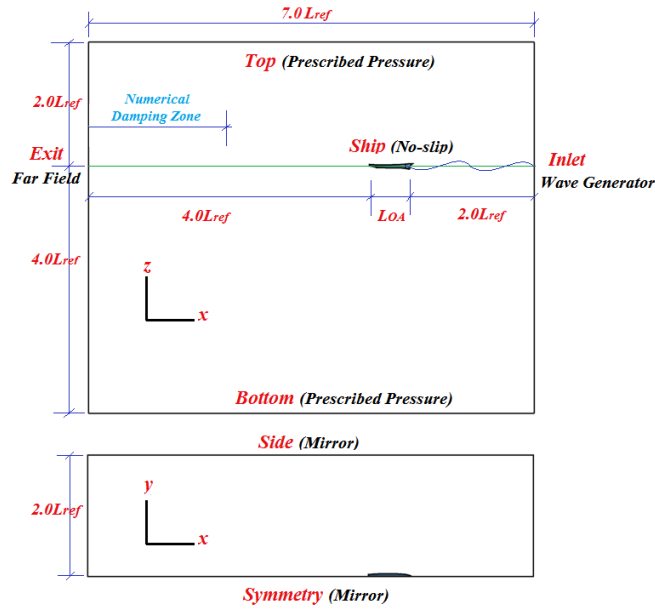 7.0 Lref
Top (Prescribed Pressure)
2.0Lref
Numerical
Damping Zone
Ship (No-slip)
Exit
Inlet
Far Field
Wave Generator
4.0Lref
LOA
2.0Lref
4.0Lref
z
x
Bottom (Prescribed Pressure)
Side (Mirror)
y
2.0Lref
x
Symmetry (Mirror)